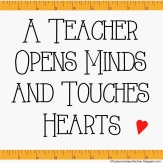 A Teacher
Opens Minds
and Touches
Hearts